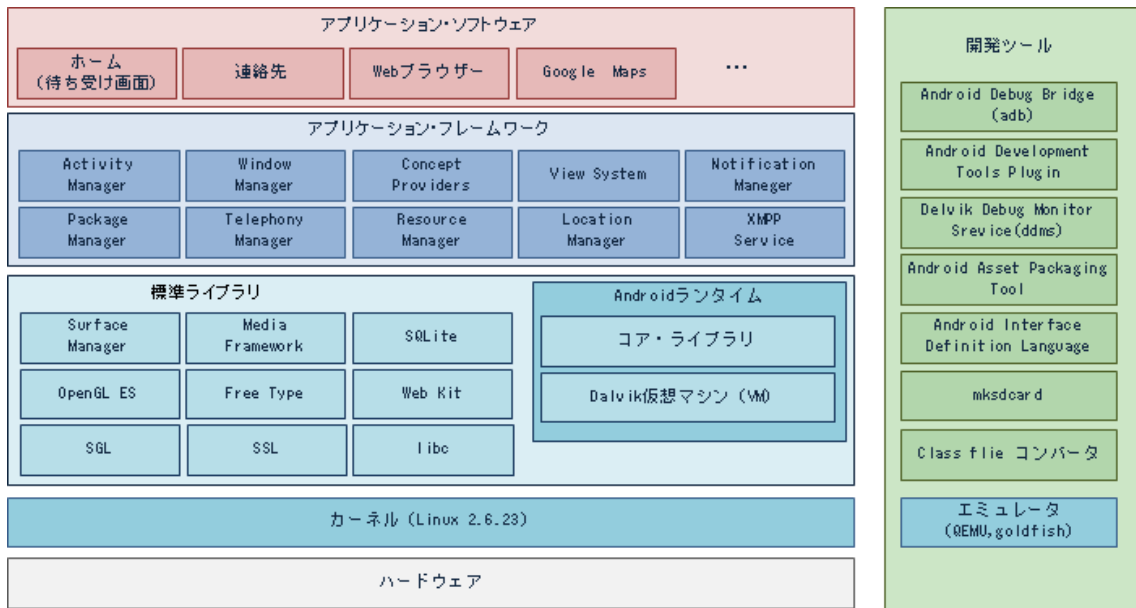 アプリケーション・ソフトウェア
ホーム
(待ち受け画面)
連絡先
Webブラウザー
Google Maps
...
アプリケーション・フレームワーク
Activity
Manager
Window
Manager
Concept
Providers
View System
Notification
Maneger
Package
Manager
Telephony
Manager
Resource
Manager
Location
Manager
XMPP
Service
標準ライブラリ
Surface
Manager
Media
Framework
SQLite
OpenGL ES
Free Type
Web Kit
SGL
SSL
libc
Androidランタイム
コア・ライブラリ
Dalvik仮想マシン (VM)
カーネル (Linux 2.6.23)
ハードウェア
開発ツール
Android Debug Bridge
(adb)
Android Development
Tools Plugin
Delvik Debug Monitor
Srevice(ddms)
Android Asset Packaging
Tool
Android Interface
Definition Language
mksdcard
Class flie コンバータ
エミュレータ
(QEMU,goldfish)